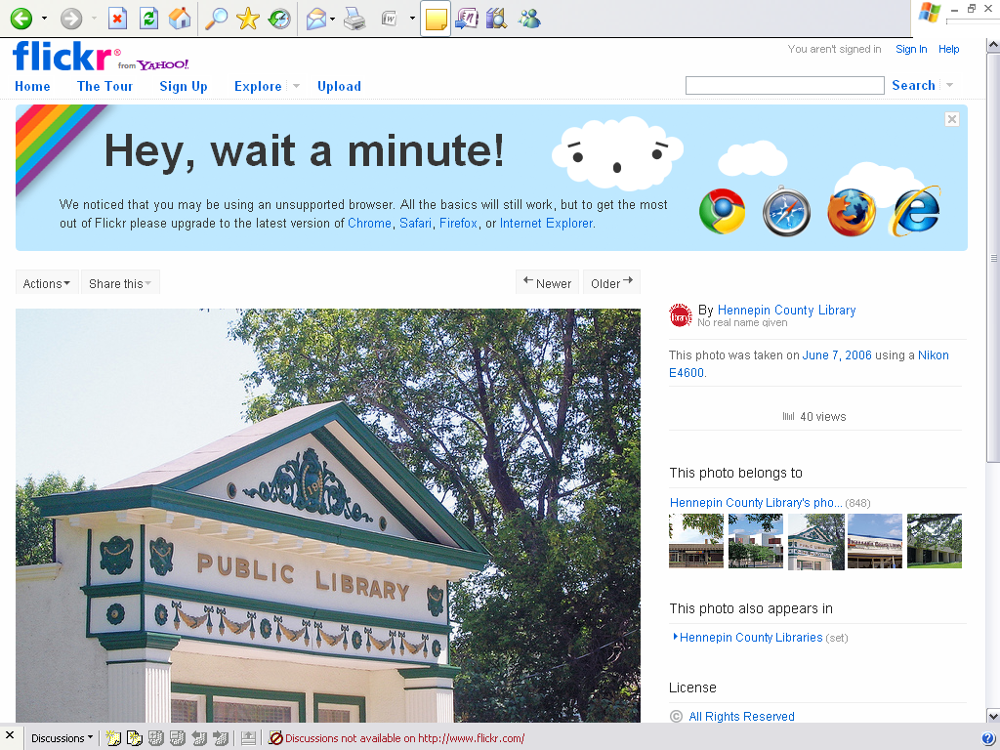 flickr® from YAHOO!
You aren't signed in Sign In Help
Home The Tour Sign Up Explore Upload Search
Hey, wait a minute!
We noticed that you may be using an unsupported browser. All the basics will still work, but to get the most
out of Flickr please upgrade to the latest version of Chrome, Safari, Firefox, or Internet Explorer.
Actions Share this Newer Older
By Hennepin County Library
No real name given
This photo was taken on June 7, 2006 using a Nikon
E4600.
40 views
This photo belongs to
Hennepin County Library's pho... (848)
This photo also appears in
Hennepin County Libraries (set)
License
© All Rights Reserved
PUBLIC LIBRARY
Discussions Discussions not available on http://www.flickr.com/